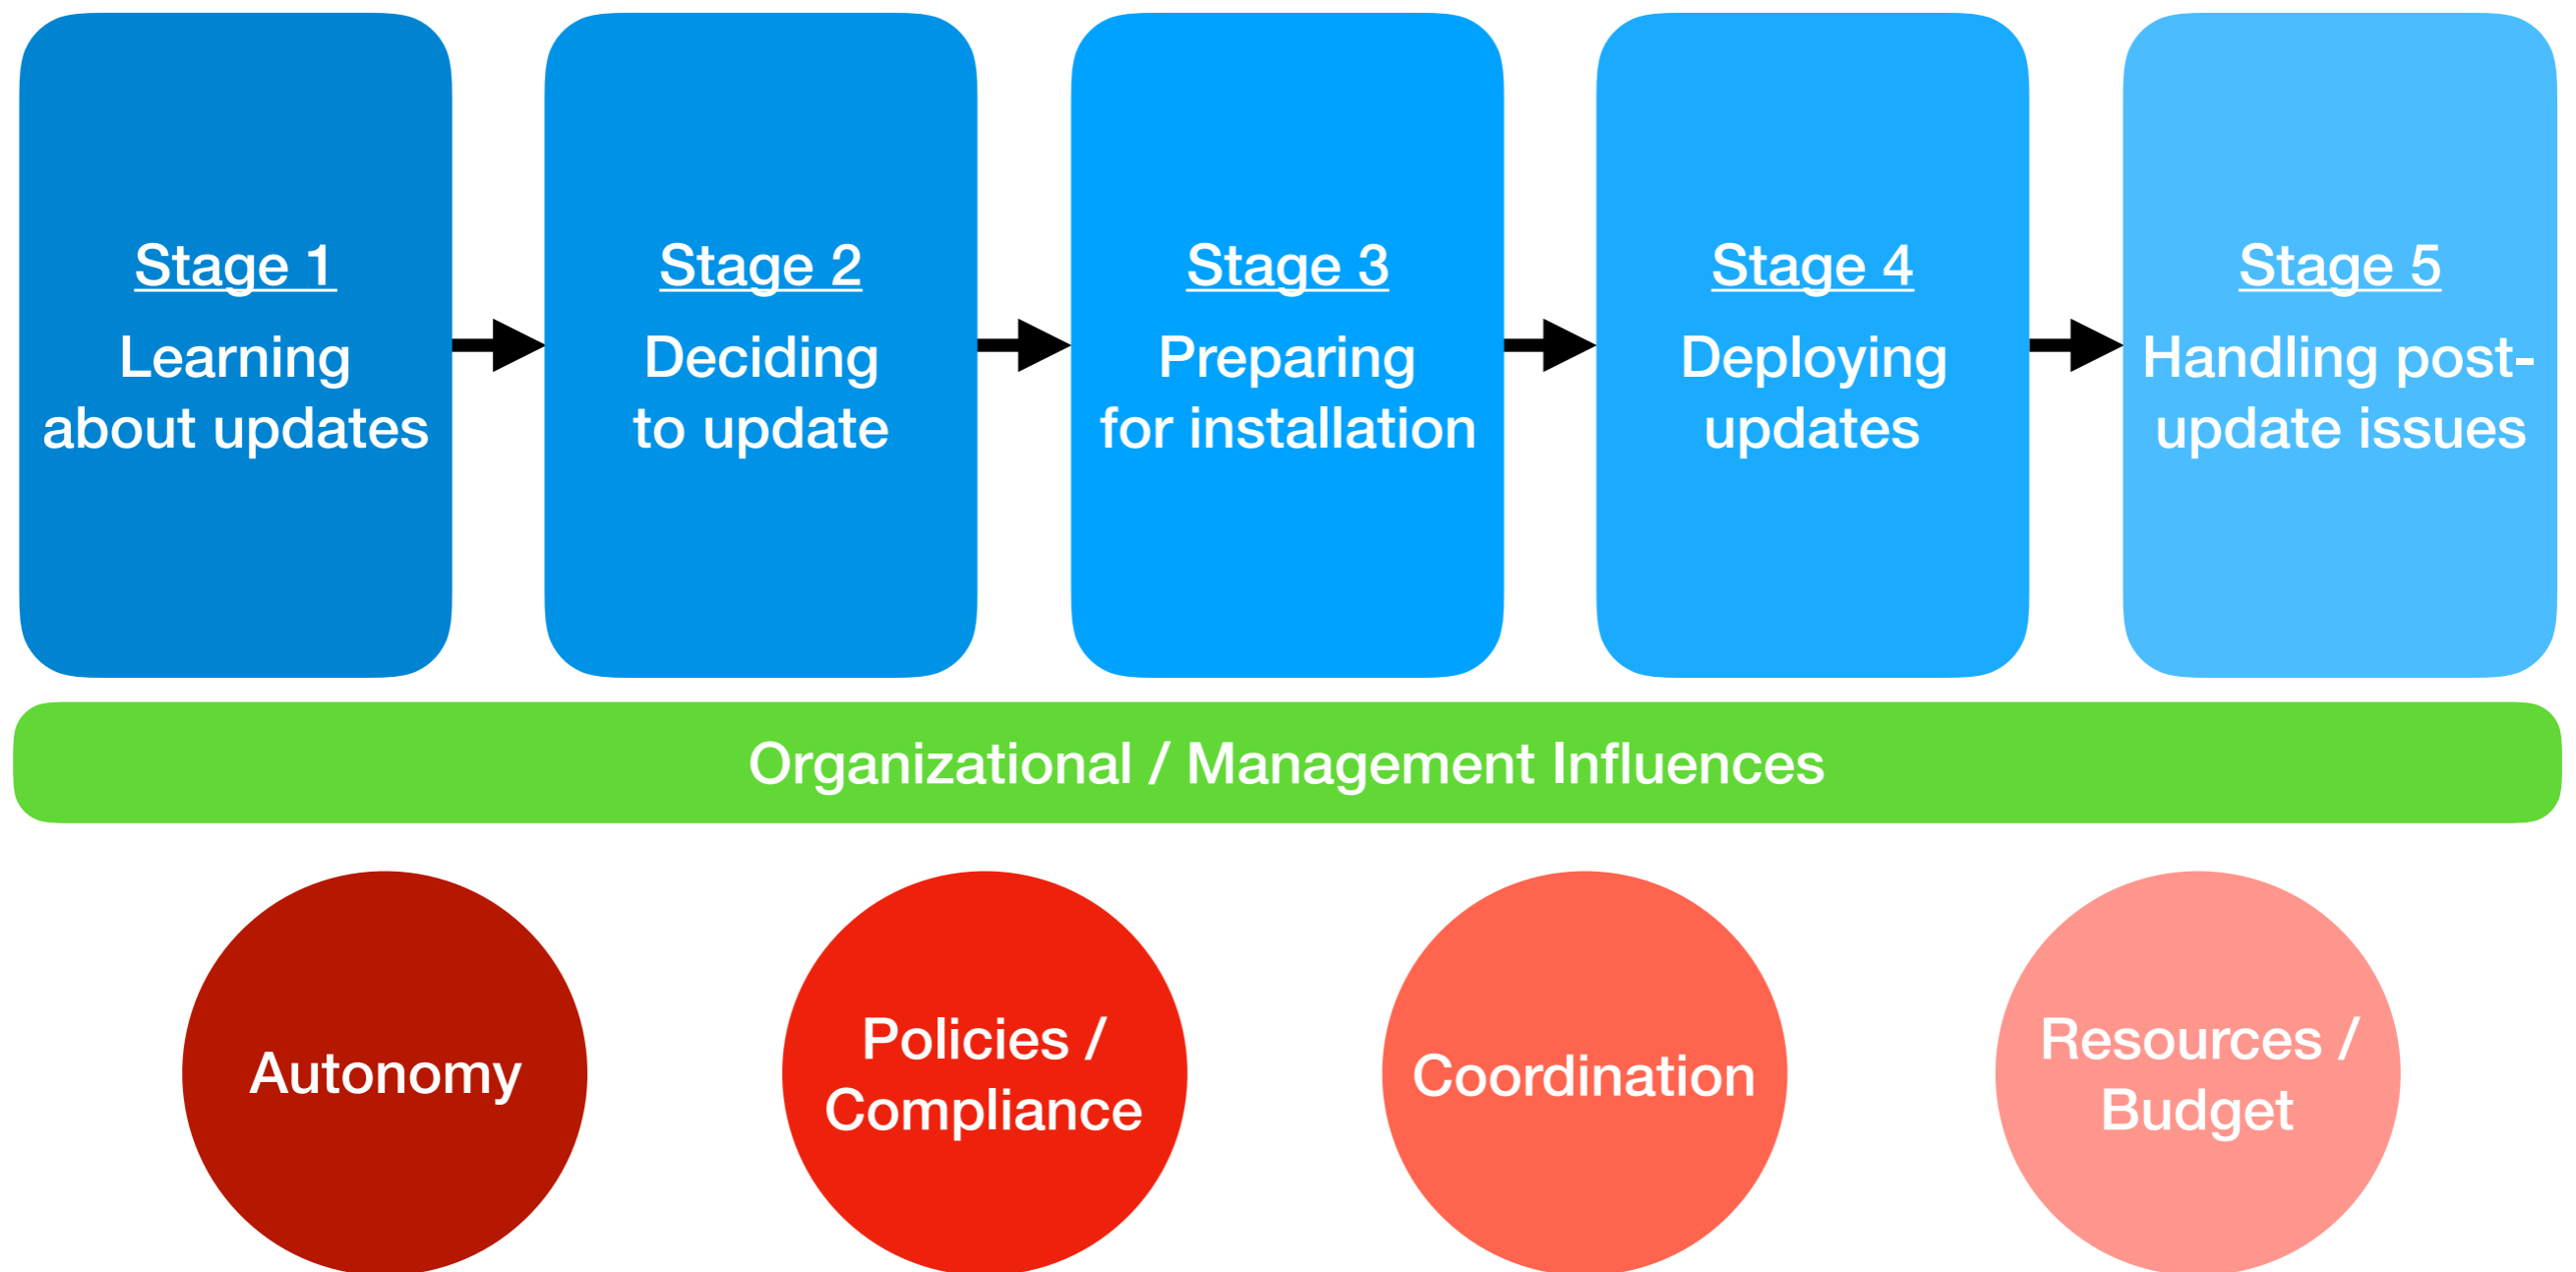 Stage 1
Learning
about updates
Stage 2
Deciding
to update
Stage 3
Preparing
for installation
Stage 4
Deploying
updates
Stage 5
Handling post-
update issues
Organizational / Management Influences
Autonomy
Policies /
Compliance
Coordination
Resources /
Budget